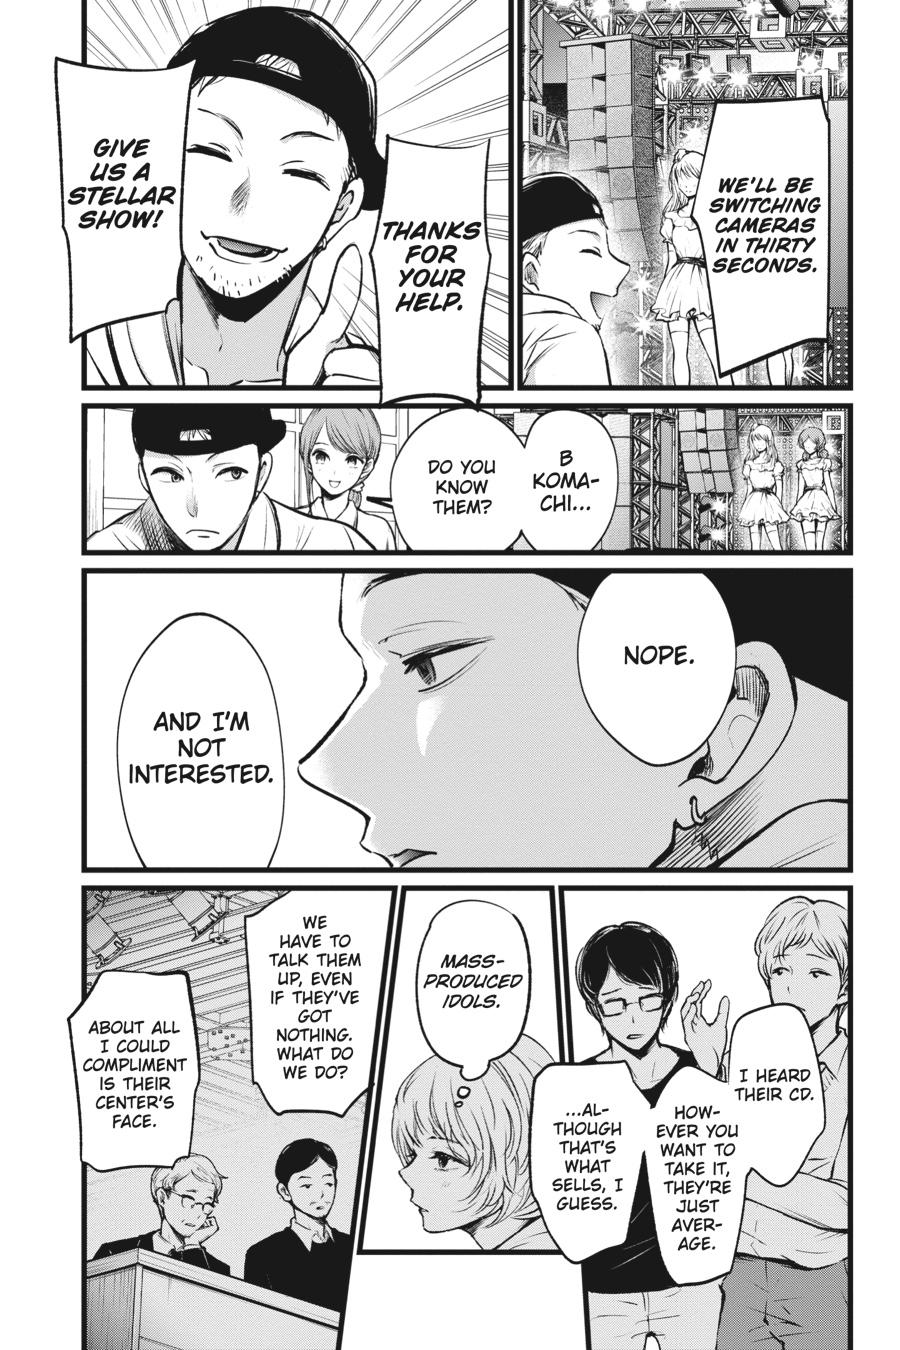 WE'LL BE
SWITCHING
CAMERAS
IN THIRTY
SECONDS.
THANKS
FOR
YOUR
HELP.
GIVE
US A
STELLAR
SHOW!
B
KOMA-
CHI...
DO YOU
KNOW
THEM?
NOPE.
AND I'M
NOT
INTERESTED.
I HEARD
THEIR CD.
HOW-
EVER YOU
WANT TO
TAKE IT,
THEY'RE
JUST
AVER-
AGE.
...AL-
THOUGH
THAT'S
WHAT
SELLS, I
GUESS.
MASS-
PRODUCED
IDOLS.
WE
HAVE TO
TALK THEM
UP, EVEN
IF THEY'VE
GOT
NOTHING.
WHAT DO
WE DO?
ABOUT ALL
I COULD
COMPLIMENT
IS THEIR
CENTER'S
FACE.